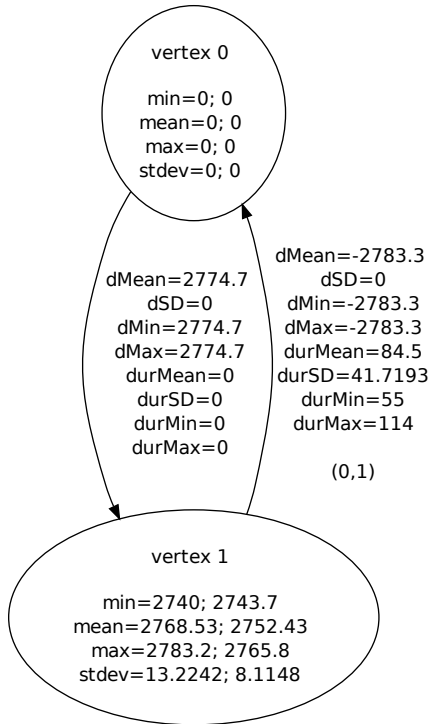 vertex 0
min=0; 0
mean=0; 0
max=0; 0
stdev=0; 0
dMean=2774.7
dSD=0
dMin=2774.7
dMax=2774.7
durMean=0
durSD=0
durMin=0
durMax=0
dMean=-2783.3
dSD=0
dMin=-2783.3
dMax=-2783.3
durMean=84.5
durSD=41.7193
durMin=55
durMax=114
(0,1)
vertex 1
min=2740; 2743.7
mean=2768.53; 2752.43
max=2783.2; 2765.8
stdev=13.2242; 8.1148